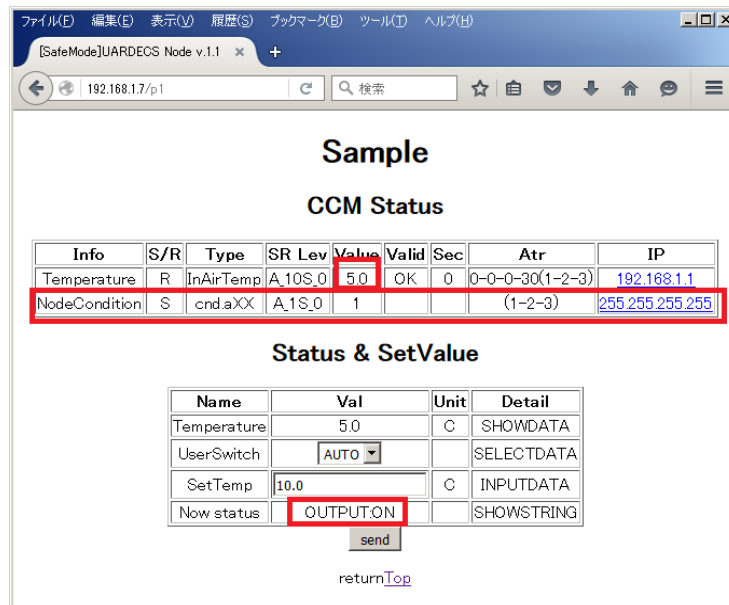 ファイル(F) 編集(E) 表示(V) 履歴(S) ブックマーク(B) ツール(T) ヘルプ(H)
[SafeMode]UARDECS Node v.1.1
192.168.1.7/p1 検索
Sample
CCM Status
Info S/R Type SR Lev Value Valid Sec Atr IP
Temperature R InAirTemp A_10S_0 5.0 OK 0 0-0-0-30(1-2-3) 192.168.1.1
NodeCondition S cnd.aXX A_1S_0 1 (1-2-3) 255.255.255.255
Status & SetValue
Name Val Unit Detail
Temperature 5.0 C SHOWDATA
UserSwitch AUTO SELECTDATA
SetTemp 10.0 C INPUTDATA
Now status OUTPUT:ON SHOWSTRING
send
returnTop